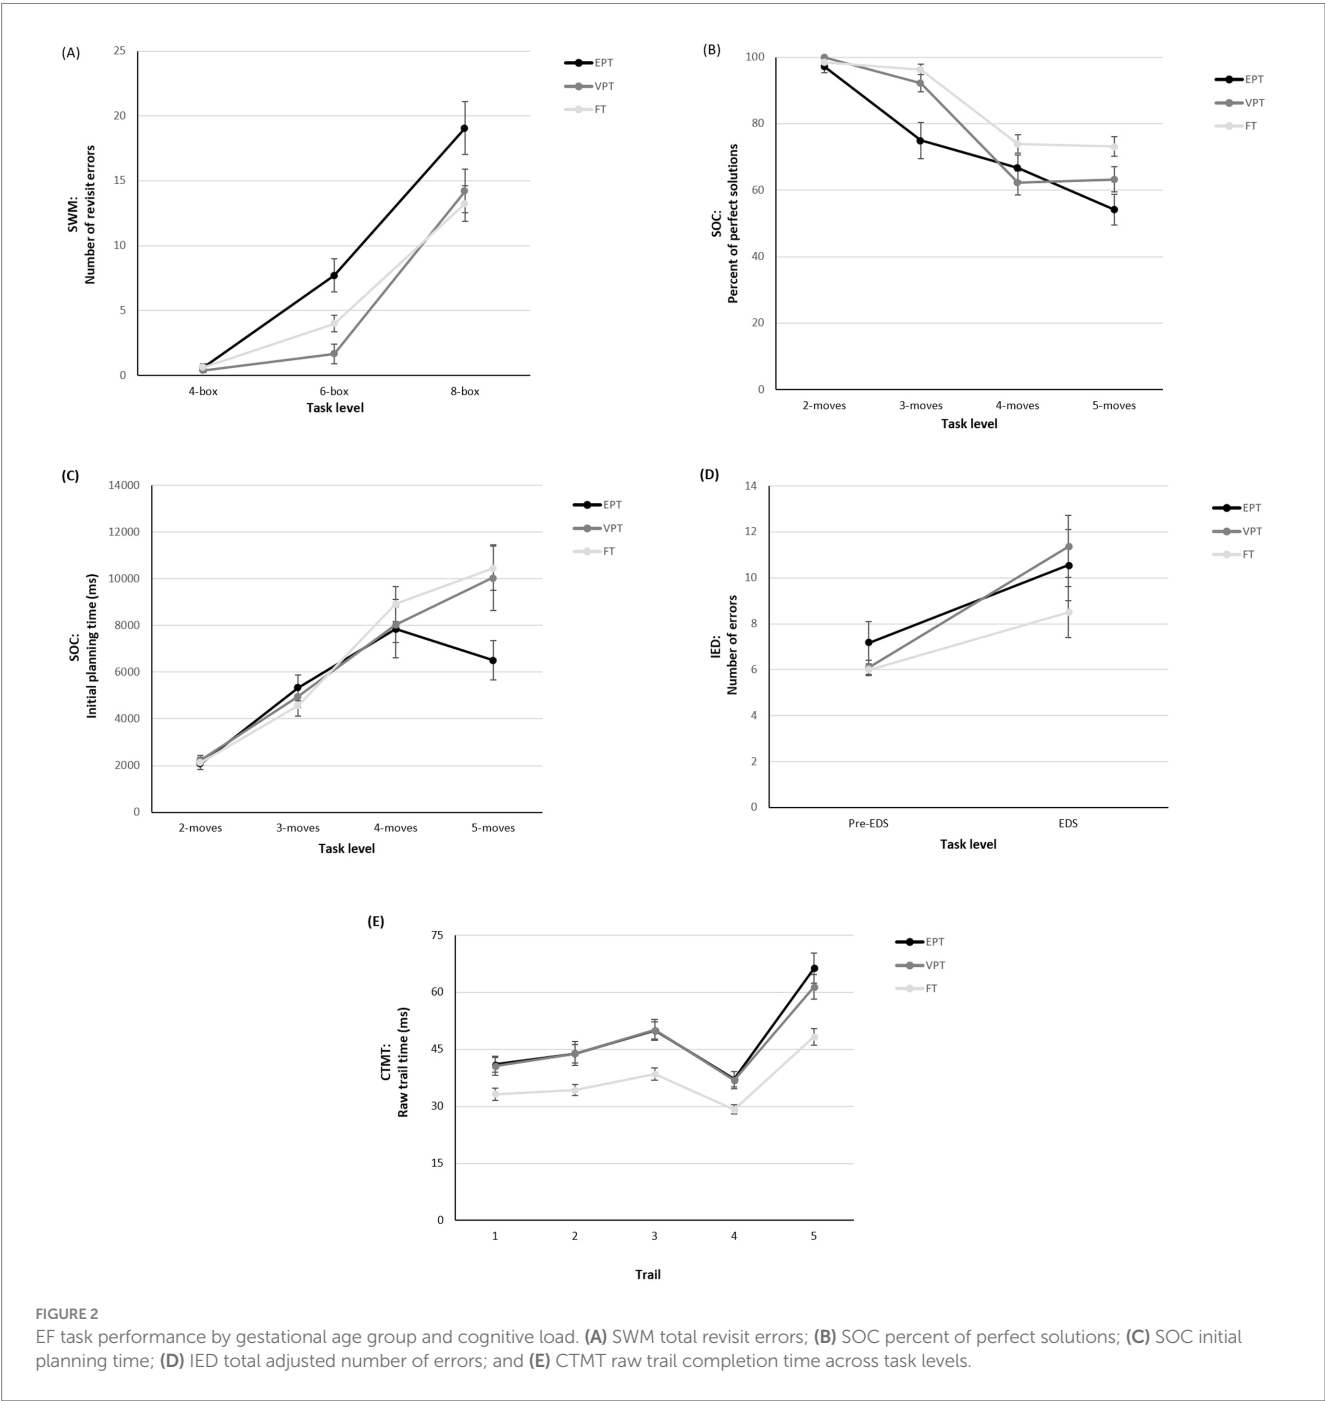 (A)
25
20
15
10
5
0
SWM:
Number of revisit errors
4-box
6-box
8-box
Task level
EPT
VPT
FT
(B)
100
80
60
40
20
0
SOC:
Percent of perfect solutions
2-moves
3-moves
4-moves
5-moves
Task level
EPT
VPT
FT
(C)
14000
12000
10000
8000
6000
4000
2000
0
SOC:
Initial planning time (ms)
2-moves
3-moves
4-moves
5-moves
Task level
EPT
VPT
FT
(D)
14
12
10
8
6
4
2
0
IED:
Number of errors
Pre-EDS
EDS
Task level
EPT
VPT
FT
(E)
75
60
45
30
15
0
CTMT:
Raw trail time (ms)
1
2
3
4
5
Trail
EPT
VPT
FT
FIGURE 2
EF task performance by gestational age group and cognitive load. (A) SWM total revisit errors; (B) SOC percent of perfect solutions; (C) SOC initial
planning time; (D) IED total adjusted number of errors; and (E) CTMT raw trail completion time across task levels.